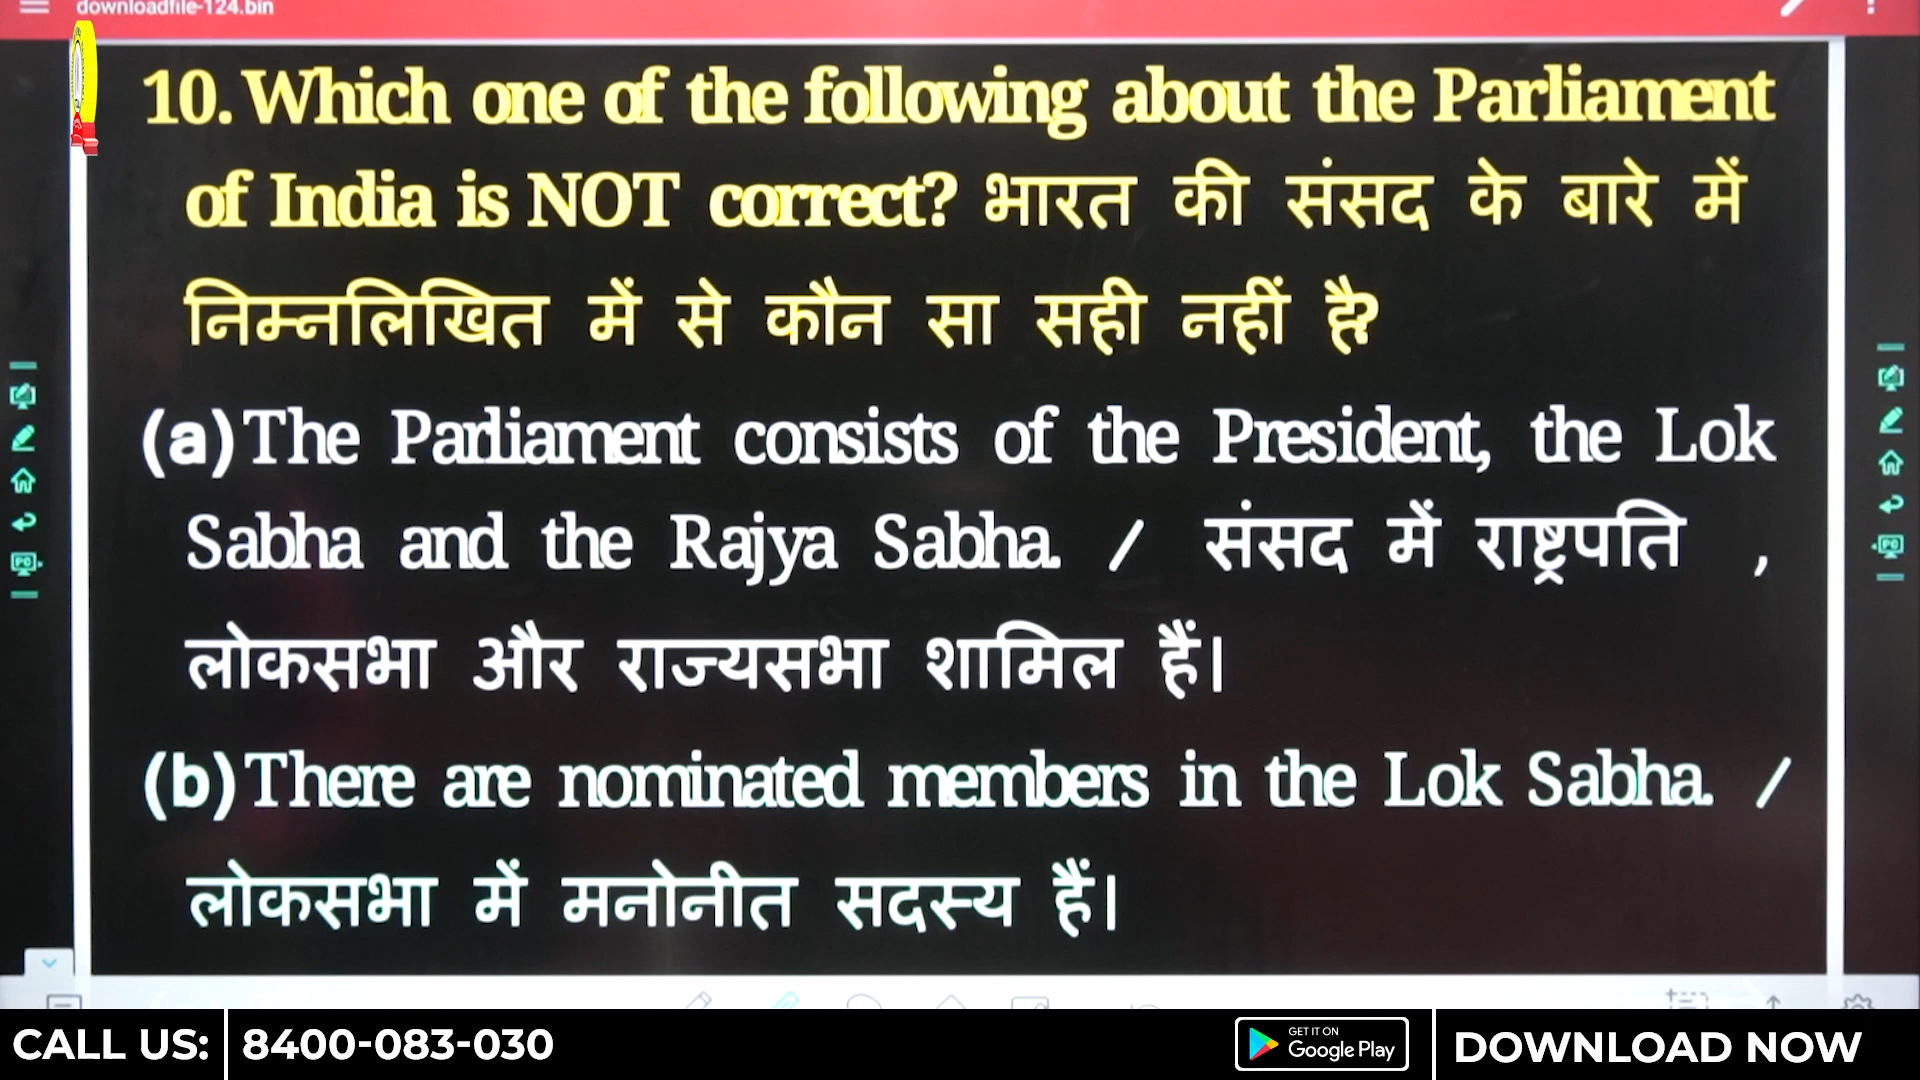 downloadfile-124.bin
10. Which one of the following about the Parliament
of India is NOT correct? भारत की संसद के बारे में
निम्नलिखित में से कौन सा सही नहीं है?
(a) The Parliament consists of the President, the Lok
Sabha and the Rajya Sabha. / संसद में राष्ट्रपति ,
लोकसभा और राज्यसभा शामिल हैं।
(b) There are nominated members in the Lok Sabha. /
लोकसभा में मनोनीत सदस्य हैं।
CALL US: 8400-083-030 GET IT ON Google Play DOWNLOAD NOW